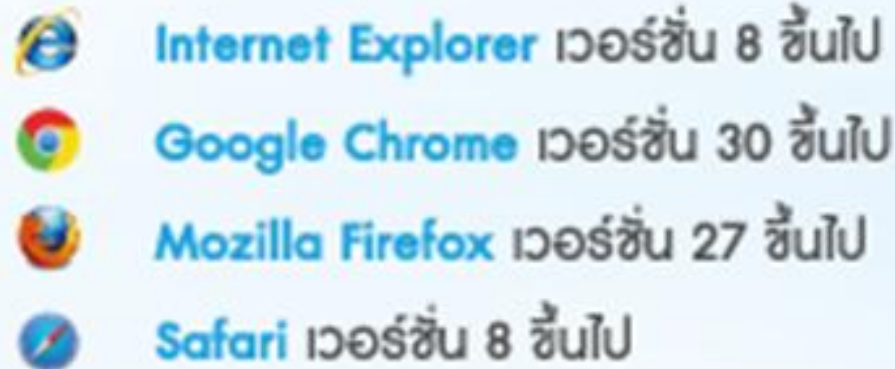 Internet Explorer เวอร์ชั่น 8 ขึ้นไป
Google Chrome เวอร์ชั่น 30 ขึ้นไป
Mozilla Firefox เวอร์ชั่น 27 ขึ้นไป
Safari เวอร์ชั่น 8 ขึ้นไป